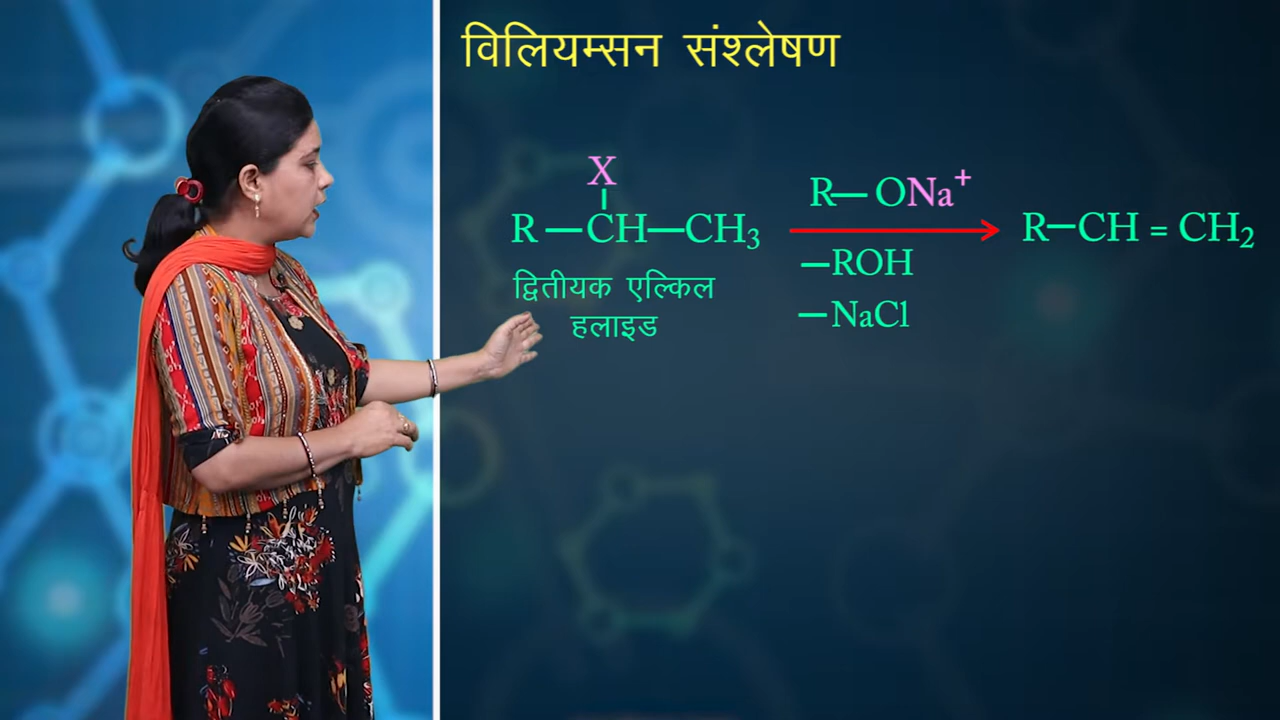 विलियम्सन संश्लेषण
X
R — CH — CH₃
R — ONa⁺
R — CH = CH₂
— ROH
— NaCl
द्वितीयक एल्किल
हलाइड